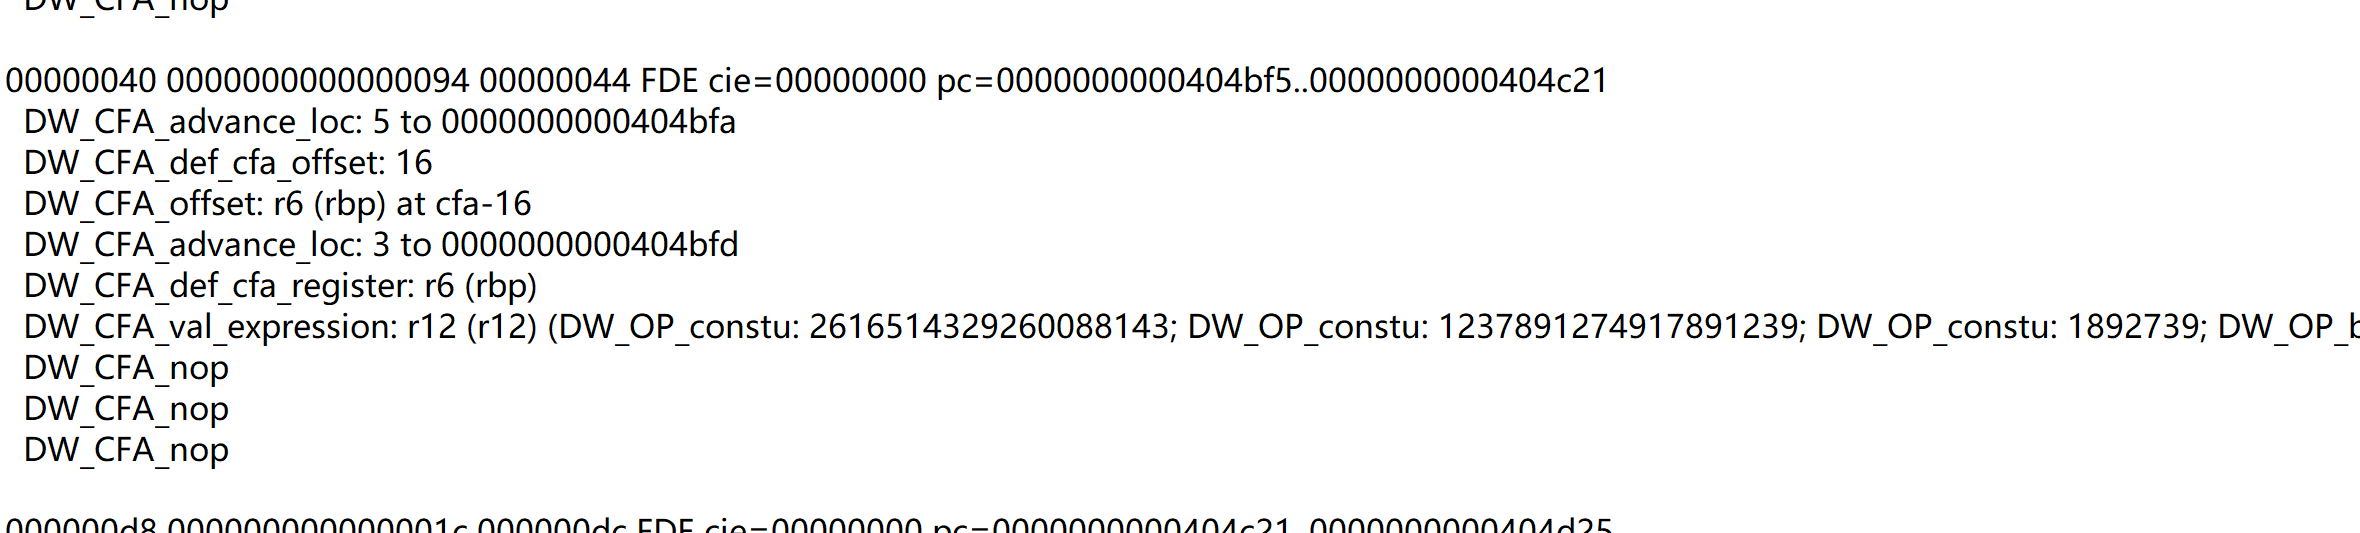 DW_CFA_nop
00000040 0000000000000094 00000044 FDE cie=00000000 pc=0000000000404bf5..0000000000404c21
DW_CFA_advance_loc: 5 to 0000000000404bfa
DW_CFA_def_cfa_offset: 16
DW_CFA_offset: r6 (rbp) at cfa-16
DW_CFA_advance_loc: 3 to 0000000000404bfd
DW_CFA_def_cfa_register: r6 (rbp)
DW_CFA_val_expression: r12 (r12) (DW_OP_constu: 2616514329260088143; DW_OP_constu: 1237891274917891239; DW_OP_constu: 1892739; DW_OP_b
DW_CFA_nop
DW_CFA_nop
DW_CFA_nop
000000d8 000000000000001c 000000dc FDE cie=00000000 pc=0000000000404c21..0000000000404d25